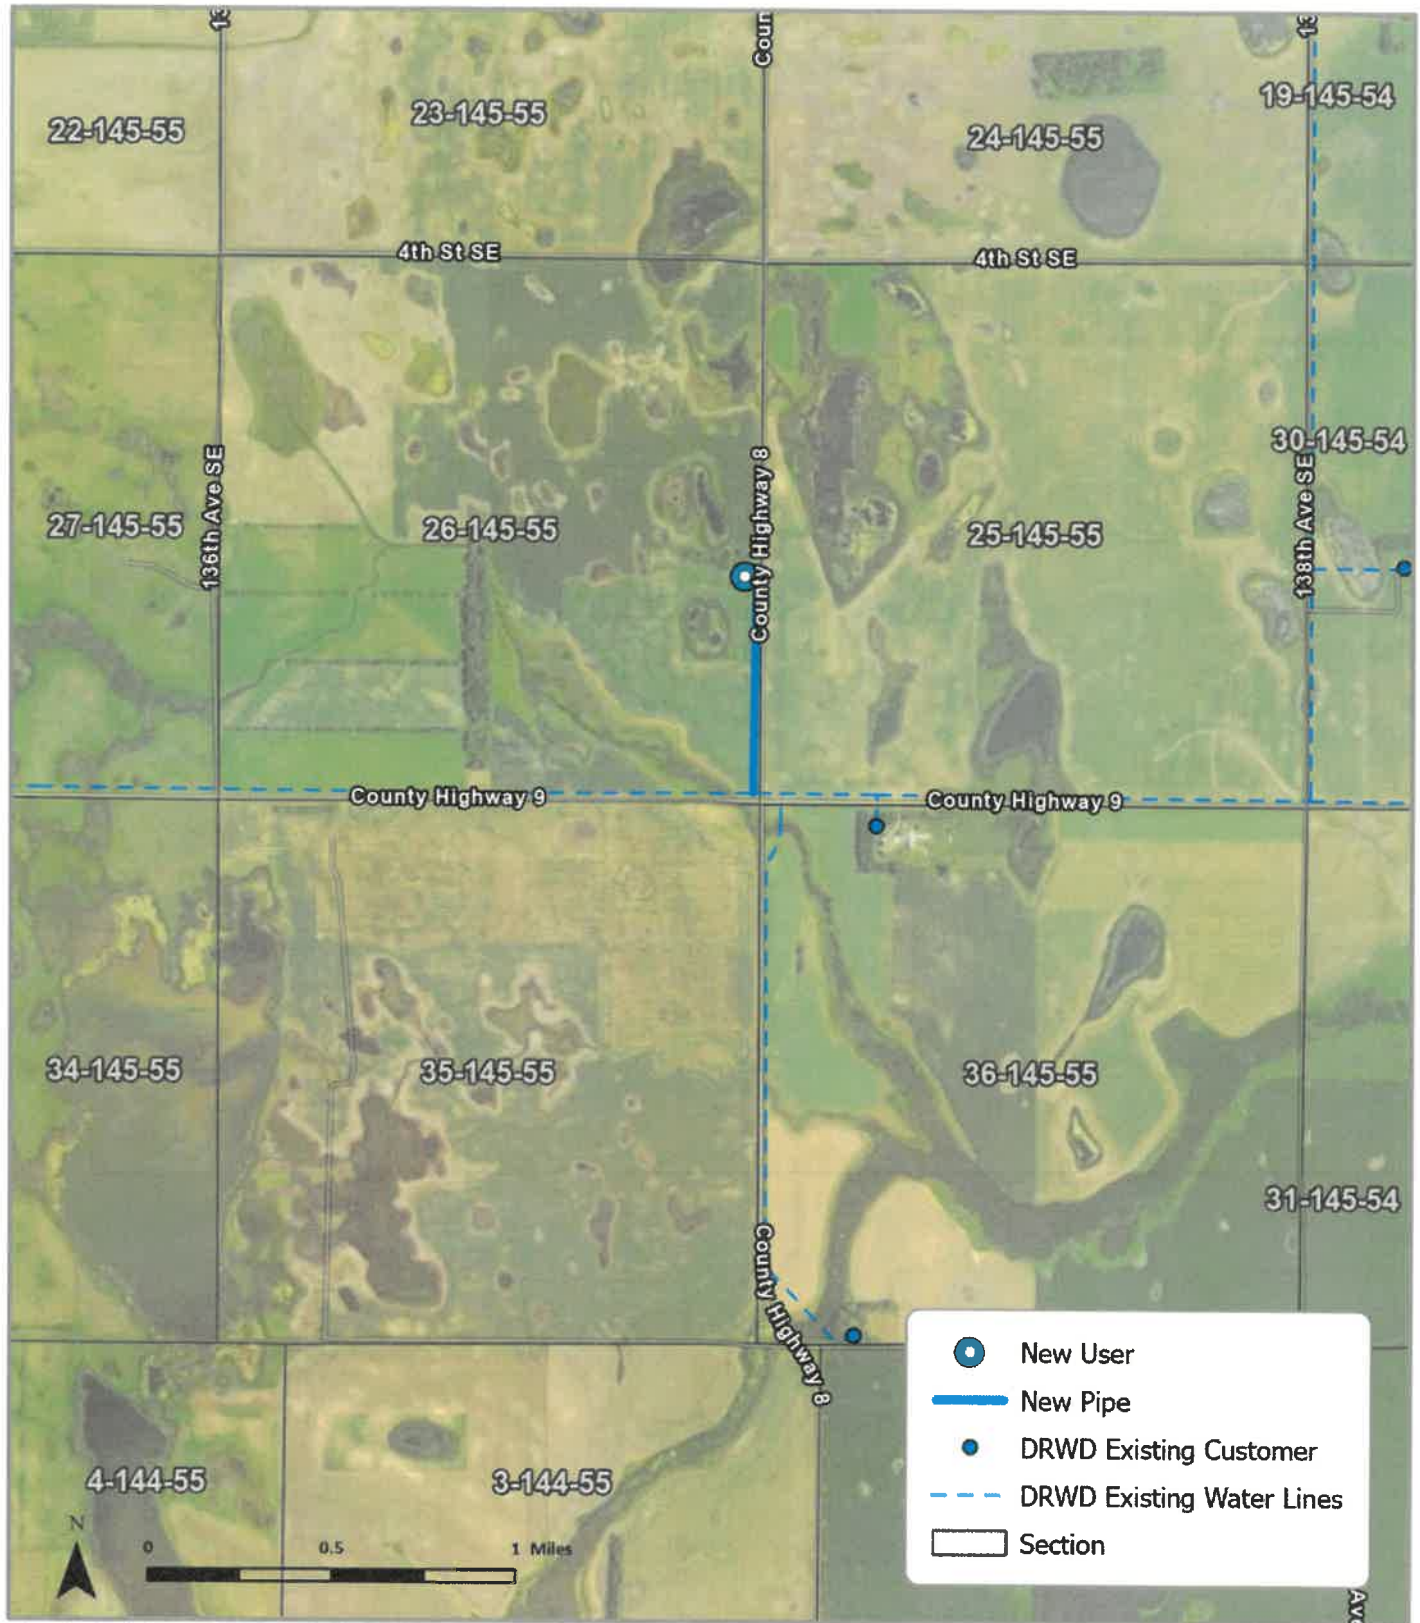 13
Coun
13
19-145-54
23-145-55
22-145-55
24-145-55
4th St SE
4th St SE
30-145-54
136th Ave SE
27-145-55
26-145-55
County Highway 8
25-145-55
138th Ave SE
County Highway 9
County Highway 9
34-145-55
35-145-55
36-145-55
31-145-54
County Highway 8
4-144-55
3-144-55
New User
New Pipe
DRWD Existing Customer
DRWD Existing Water Lines
Section
N
0
0.5
1 Miles
Av